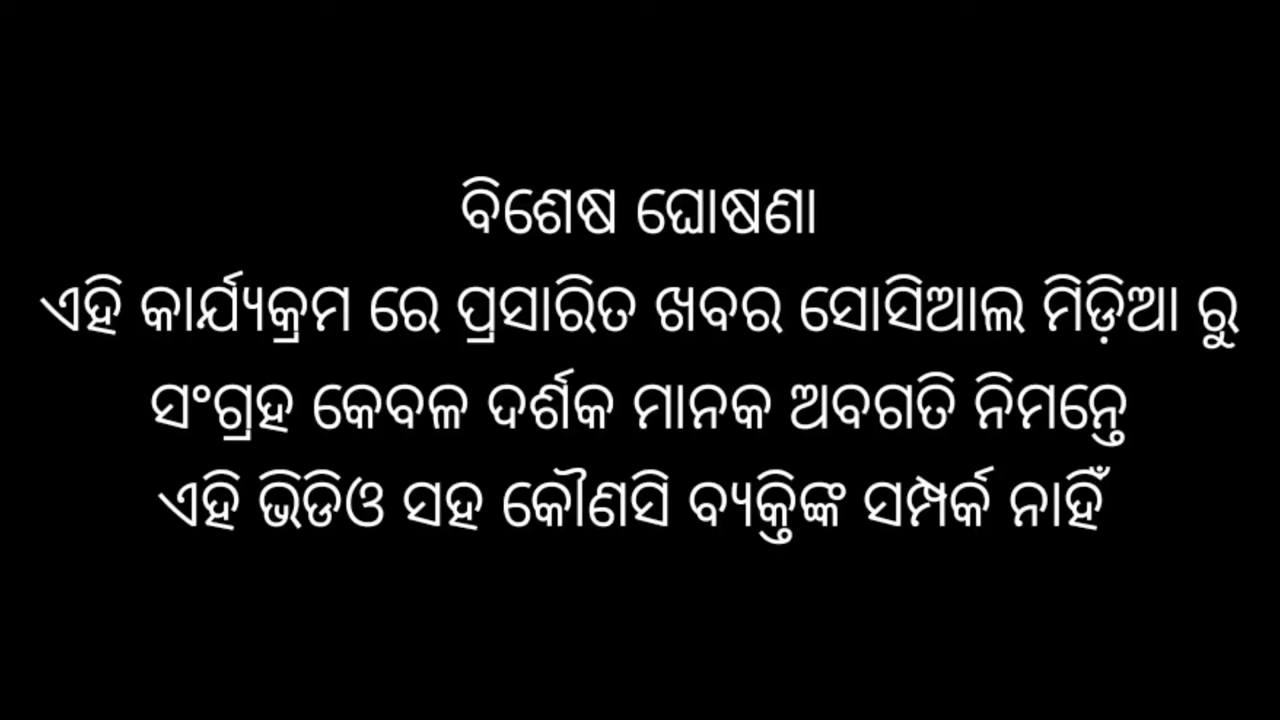 ବିଶେଷ ଘୋଷଣା
ଏହି କାର୍ଯ୍ୟକ୍ରମ ରେ ପ୍ରସାରିତ ଖବର ସୋସିଆଲ ମିଡ଼ିଆ ରୁ
ସଂଗ୍ରହ କେବଳ ଦର୍ଶକ ମାନକ ଅବଗତି ନିମନ୍ତେ
ଏହି ଭିଡିଓ ସହ କୌଣସି ବ୍ୟକ୍ତିଙ୍କ ସମ୍ପର୍କ ନାହିଁ